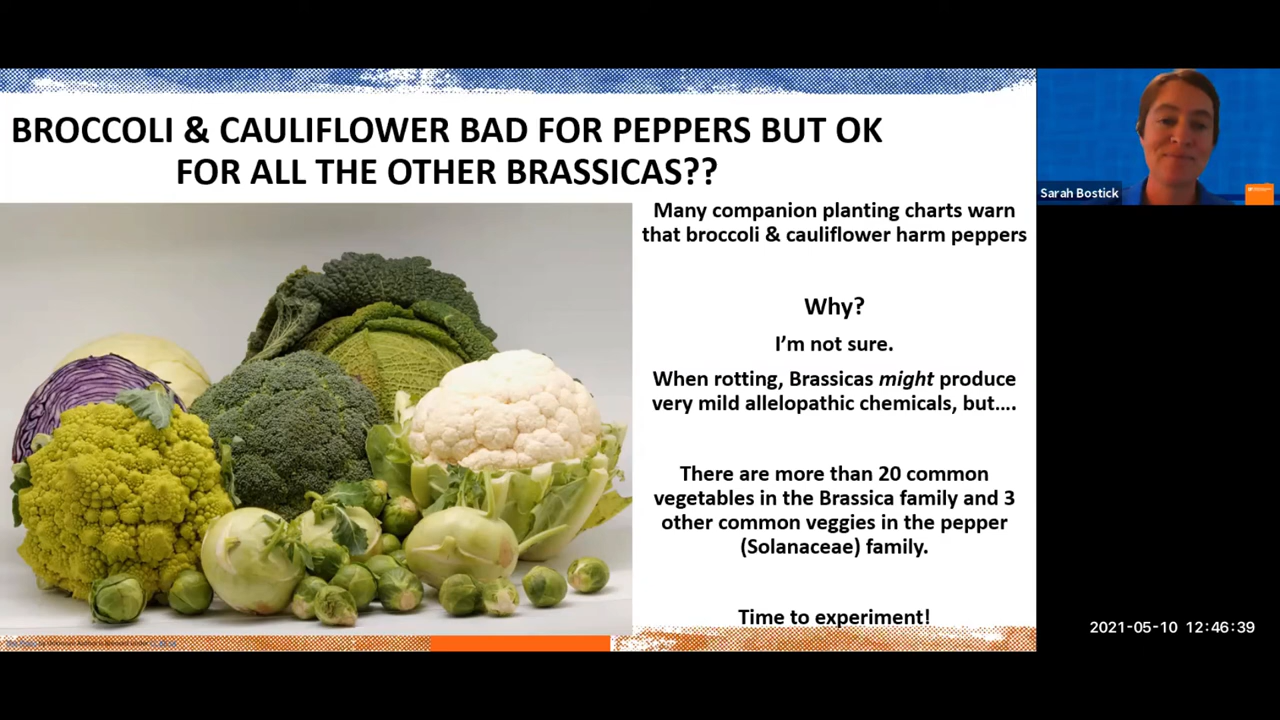 BROCCOLI & CAULIFLOWER BAD FOR PEPPERS BUT OK
FOR ALL THE OTHER BRASSICAS??
Many companion planting charts warn
that broccoli & cauliflower harm peppers
Why?
I'm not sure.
When rotting, Brassicas might produce
very mild allelopathic chemicals, but....
There are more than 20 common
vegetables in the Brassica family and 3
other common veggies in the pepper
(Solanaceae) family.
Time to experiment!
Sarah Bostick
2021-05-10 12:46:39